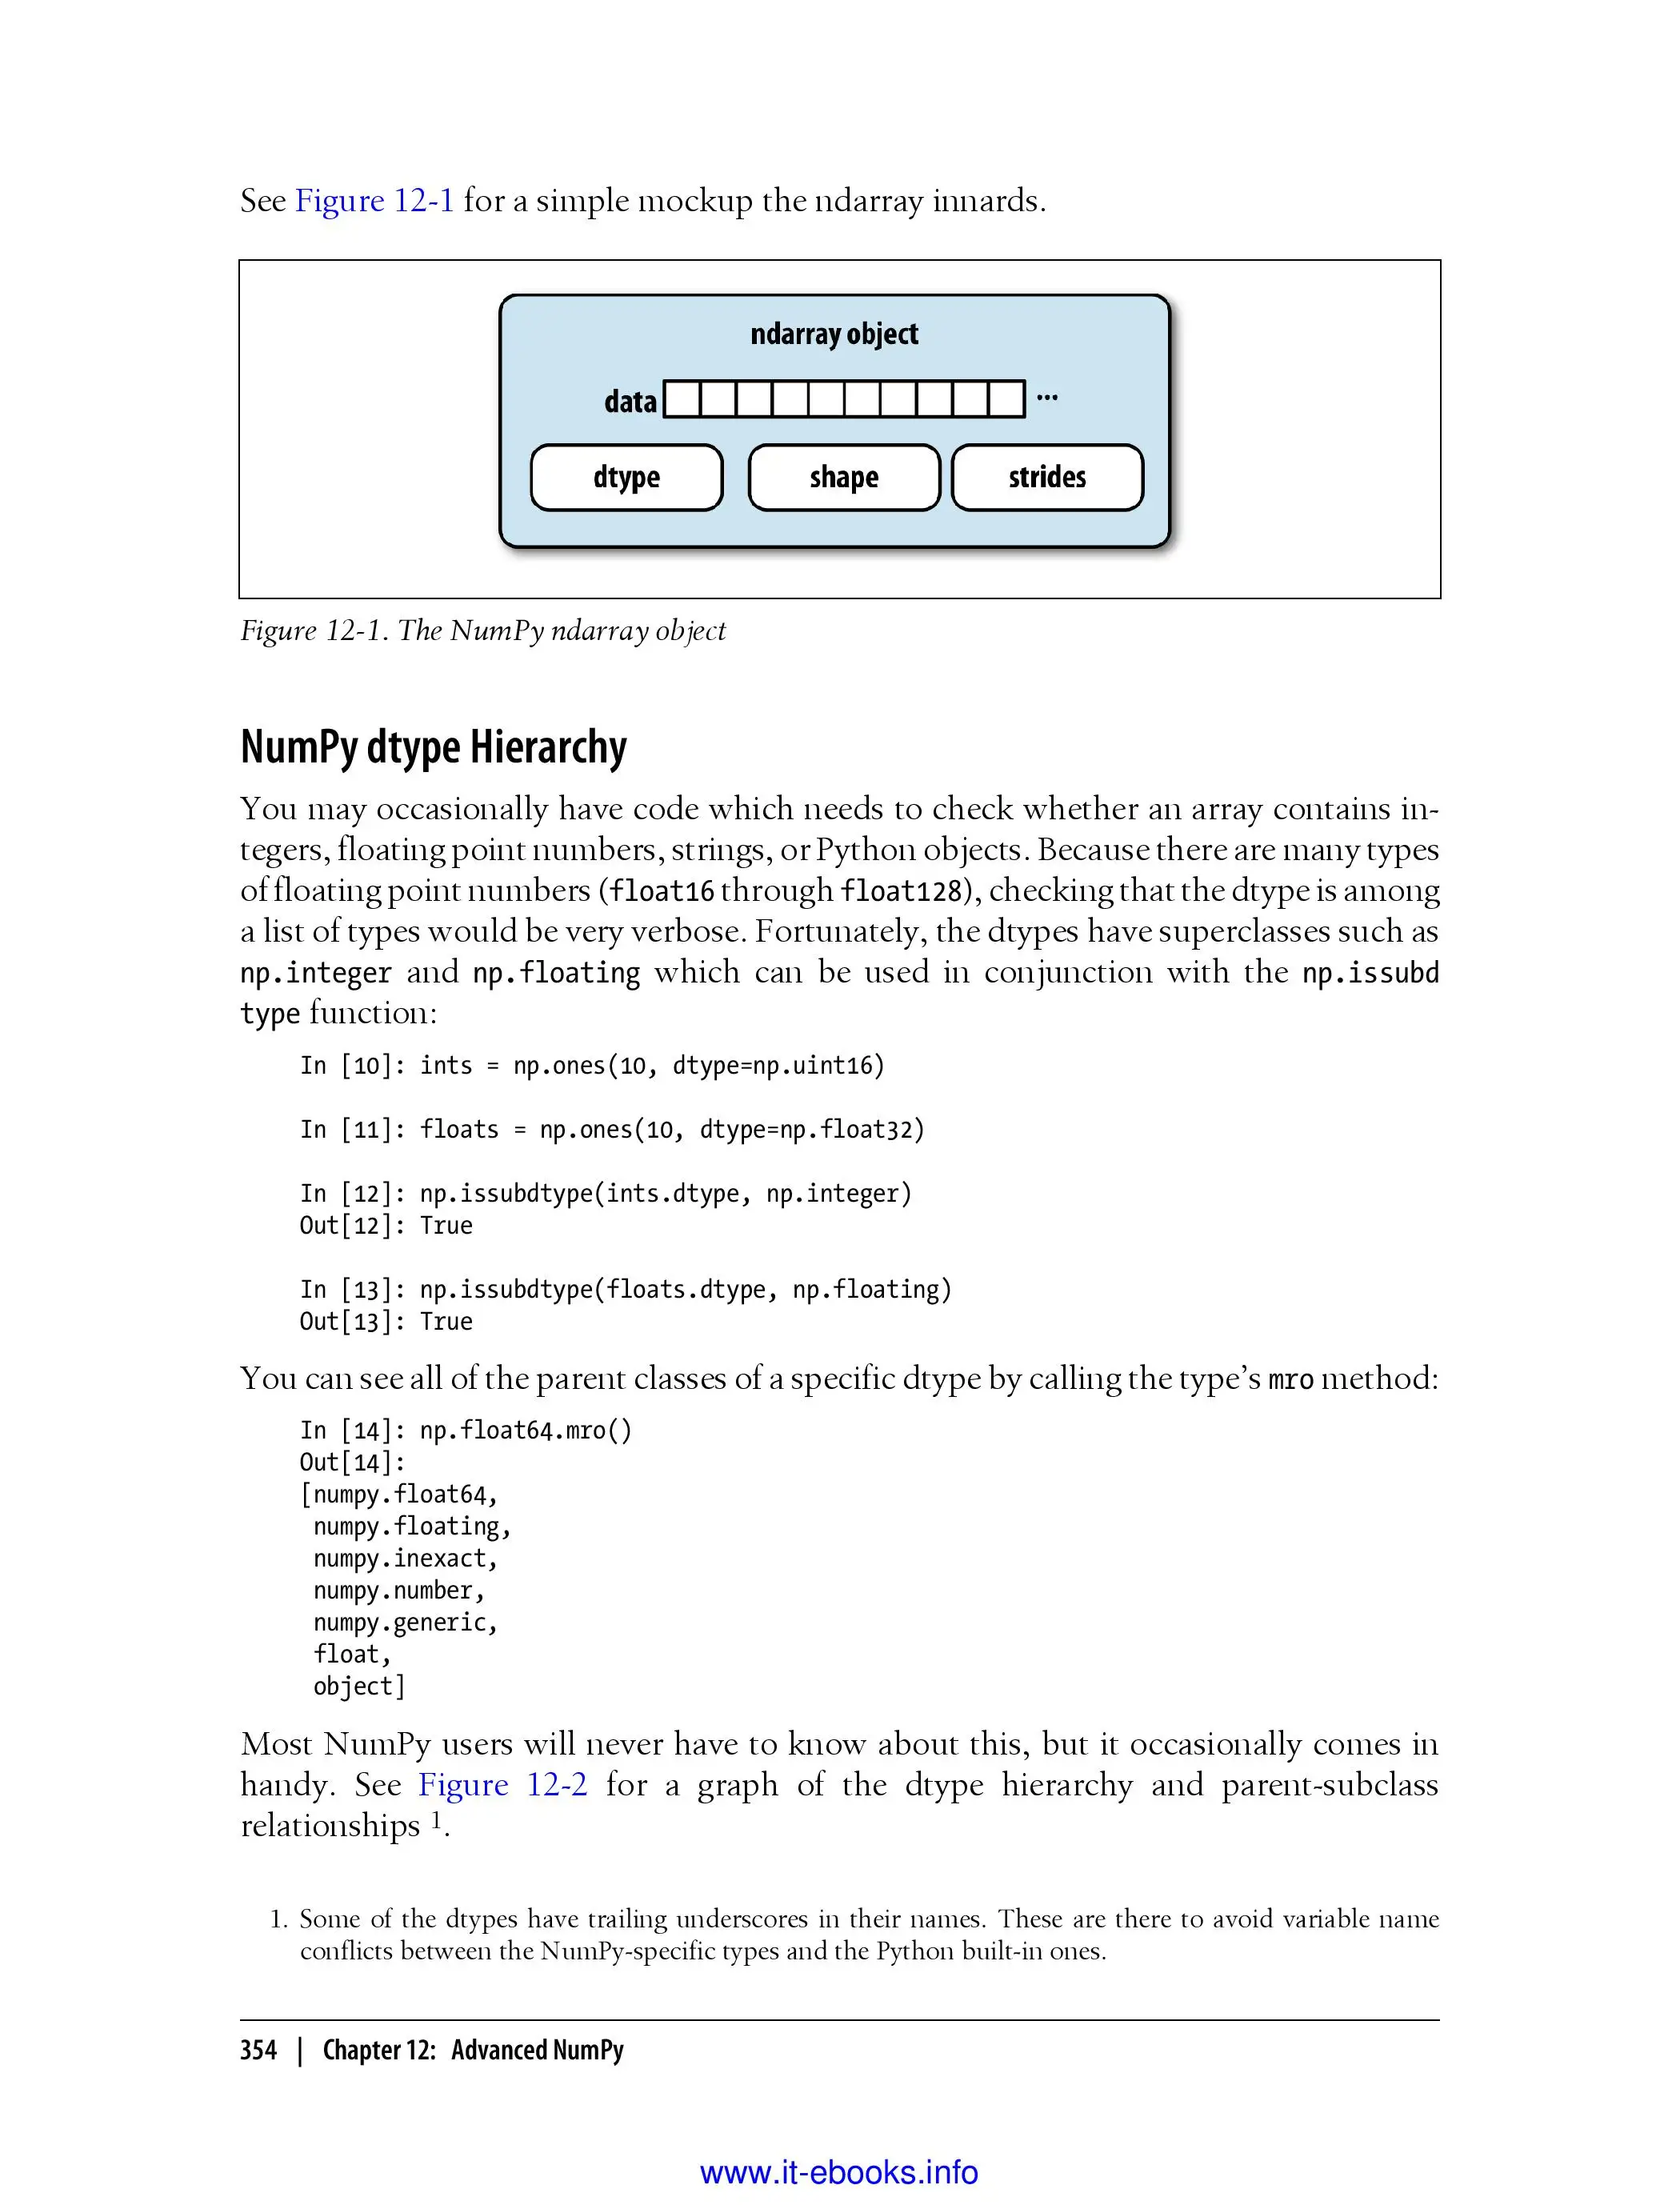 See Figure 12-1 for a simple mockup the ndarray innards.
ndarray object
data ...
dtype shape strides
Figure 12-1. The NumPy ndarray object
NumPy dtype Hierarchy
You may occasionally have code which needs to check whether an array contains in-
tegers, floating point numbers, strings, or Python objects. Because there are many types
of floating point numbers (float16 through float128), checking that the dtype is among
a list of types would be very verbose. Fortunately, the dtypes have superclasses such as
np.integer and np.floating which can be used in conjunction with the np.issubd
type function:
In [10]: ints = np.ones(10, dtype=np.uint16)
In [11]: floats = np.ones(10, dtype=np.float32)
In [12]: np.issubdtype(ints.dtype, np.integer)
Out[12]: True
In [13]: np.issubdtype(floats.dtype, np.floating)
Out[13]: True
You can see all of the parent classes of a specific dtype by calling the type’s mro method:
In [14]: np.float64.mro()
Out[14]:
[numpy.float64,
numpy.floating,
numpy.inexact,
numpy.number,
numpy.generic,
float,
object]
Most NumPy users will never have to know about this, but it occasionally comes in
handy. See Figure 12-2 for a graph of the dtype hierarchy and parent-subclass
relationships 1.
1. Some of the dtypes have trailing underscores in their names. These are there to avoid variable name
conflicts between the NumPy-specific types and the Python built-in ones.
354 | Chapter 12: Advanced NumPy
www.it-ebooks.info